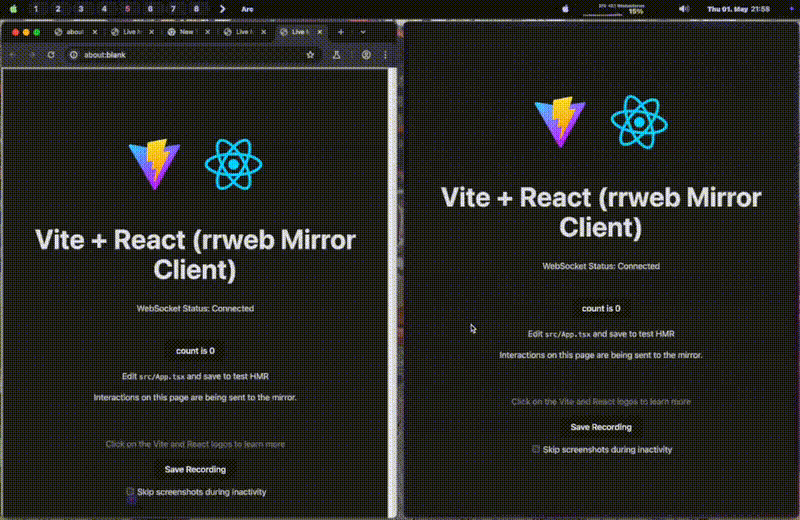 1 2 3 4 5 6 7 8 Arc
15%
Thu 01. May 21:58
about
Live
New
Live
Live
about:blank
Vite + React (rrweb Mirror
Client)
WebSocket Status: Connected
count is 0
Edit src/App.tsx and save to test HMR
Interactions on this page are being sent to the mirror.
Click on the Vite and React logos to learn more
Save Recording
Skip screenshots during inactivity
Vite + React (rrweb Mirror
Client)
WebSocket Status: Connected
count is 0
Edit src/App.tsx and save to test HMR
Interactions on this page are being sent to the mirror.
Click on the Vite and React logos to learn more
Save Recording
Skip screenshots during inactivity